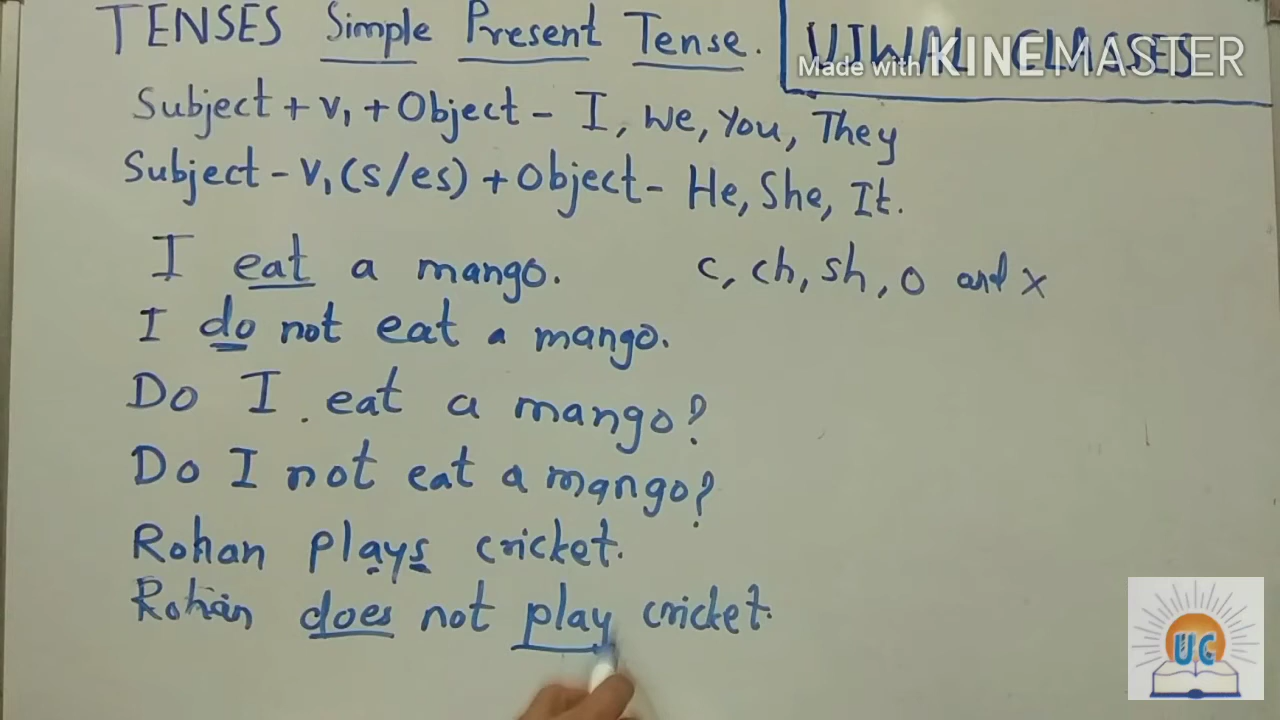 TENSES Simple Present Tense. UJWAL CLASSES
Made with KINEMASTER
Subject + V₁ + Object - I, We, You, They
Subject - V₁ (s/es) + Object - He, She, It.
I eat a mango. c, ch, sh, o and x
I do not eat a mango.
Do I eat a mango?
Do I not eat a mango?
Rohan plays cricket.
Rohan does not play cricket.
UC